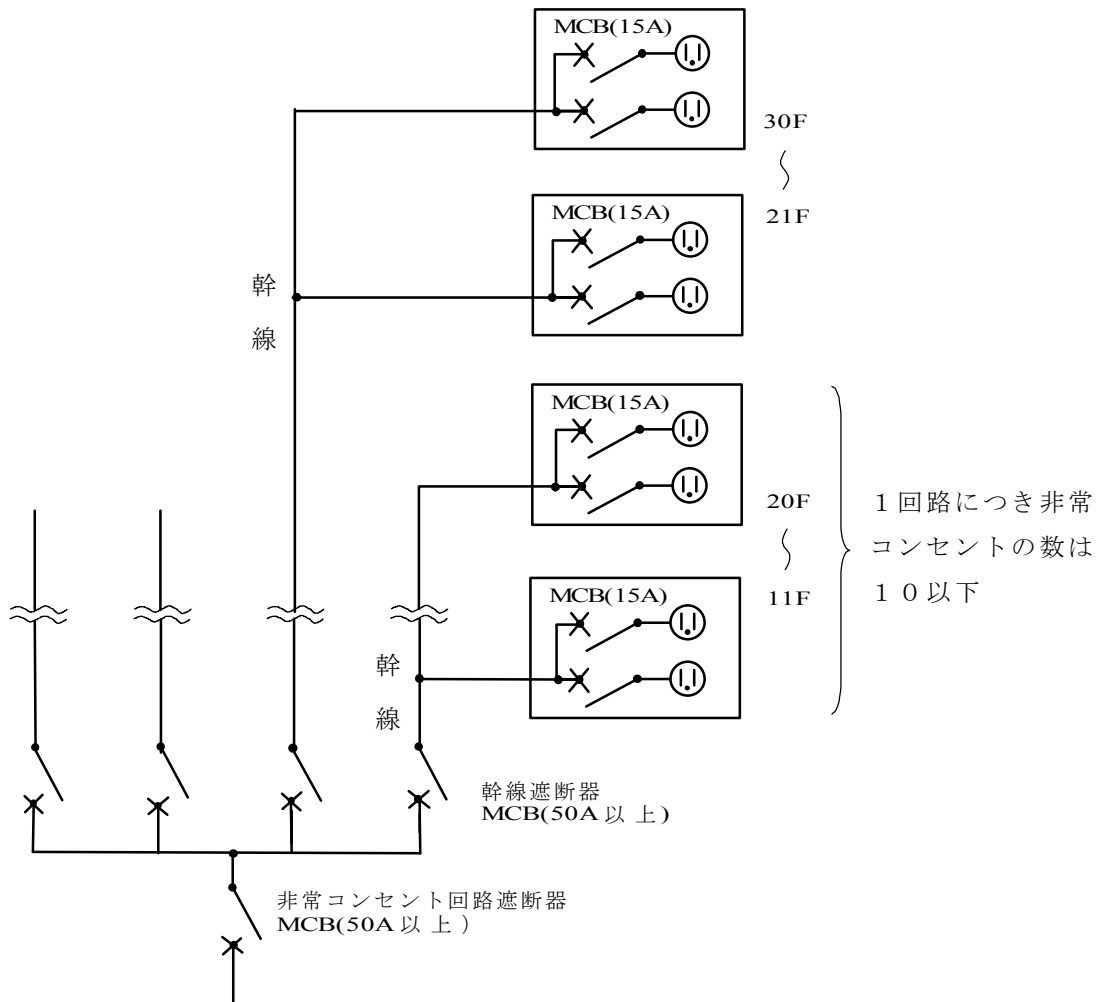 MCB(15A)
30F
～
21F
MCB(15A)
幹
線
MCB(15A)
20F
～
11F
１回路につき非常
コンセントの数は
１０以下
MCB(15A)
幹
線
幹線遮断器
MCB(50A以上)
非常コンセント回路遮断器
MCB(50A以上）